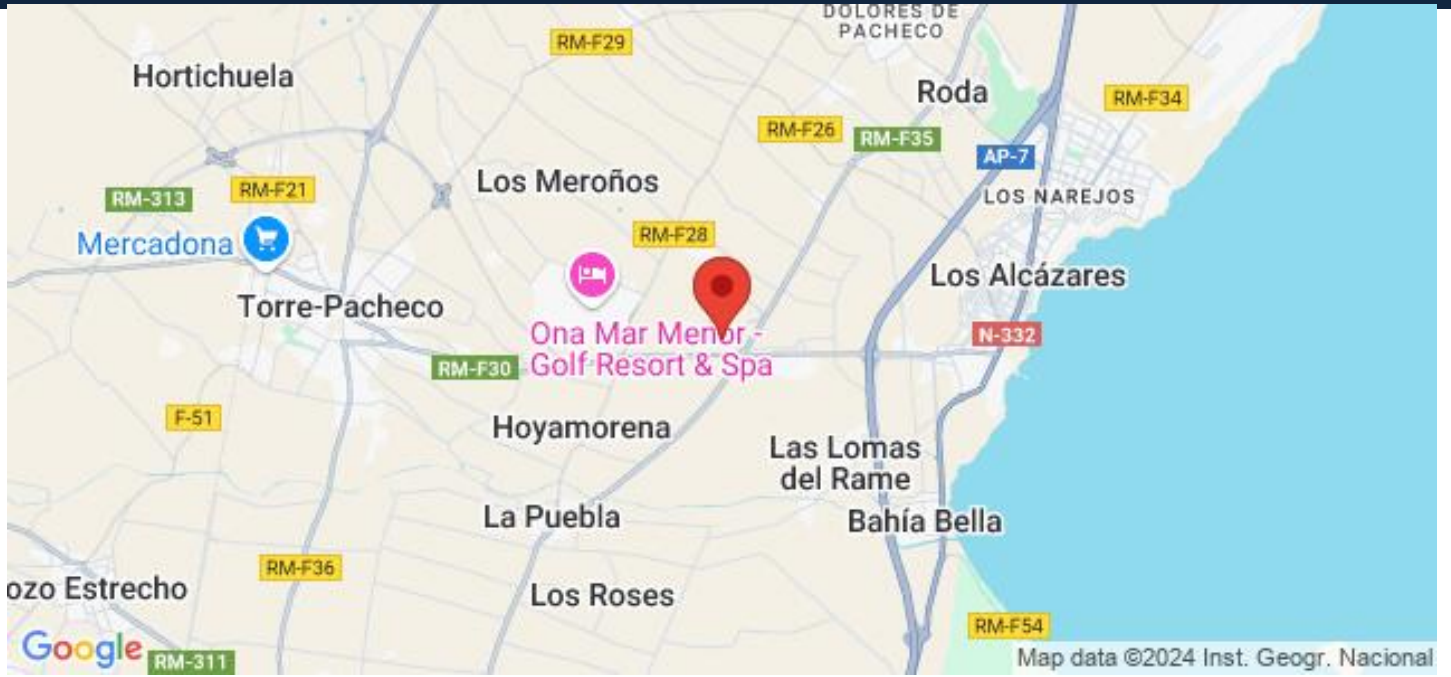 DOLORES DE
PACHECO
RM-F29
Hortichuela
Roda
RM-F34
RM-F26
RM-F35
AP-7
Los Meroños
RM-313
RM-F21
LOS NAREJOS
Mercadona
RM-F28
Los Alcázares
Torre-Pacheco
Ona Mar Menor -
Golf Resort & Spa
N-332
RM-F30
F-51
Hoyamorena
Las Lomas
del Rame
La Puebla
Bahía Bella
RM-F36
ozo Estrecho
Los Roses
RM-F54
Google
RM-311
Map data ©2024 Inst. Geogr. Nacional